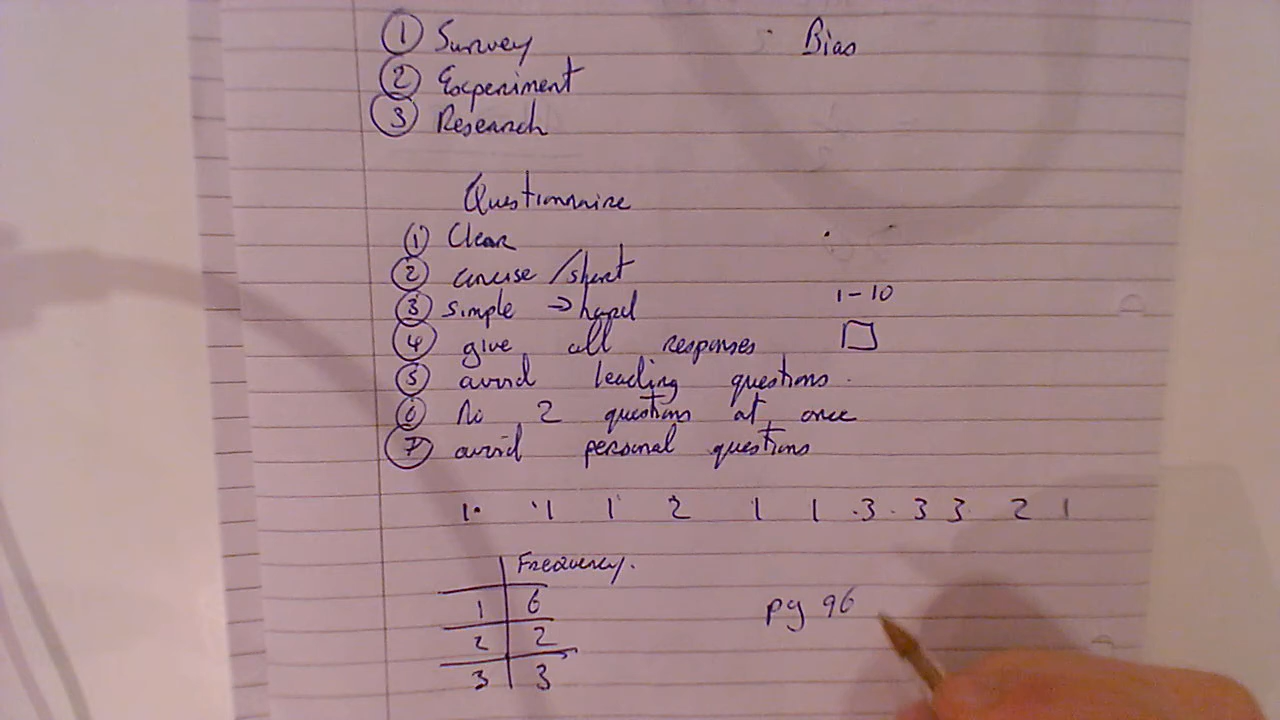 ① Survey Bias
② Experiment
③ Research
Questionnaire
① Clear
② concise / short
③ simple → hard 1-10
④ give all responses
⑤ avoid leading questions.
⑥ No 2 questions at once
⑦ avoid personal questions
1 1 1 2 1 1 3 3 3 2 1
Frequency.
1 6
2 2
3 3
pg 96